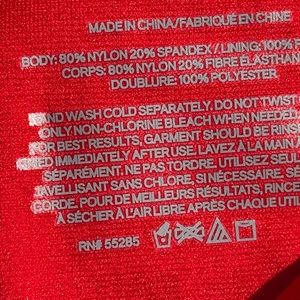 MADE IN CHINA/FABRIQUÉ EN CHINE
BODY: 80% NYLON 20% SPANDEX / LINING: 100%
CORPS: 80% NYLON 20% FIBRE ÉLASTHAN
DOUBLURE: 100% POLYESTER
HAND WASH COLD SEPARATELY. DO NOT TWIST
ONLY NON-CHLORINE BLEACH WHEN NEEDED
FOR BEST RESULTS, GARMENT SHOULD BE RINS
DRIED IMMEDIATELY AFTER USE. LAVEZ À LA MAIN
SÉPARÉMENT. NE PAS TORDRE. UTILISEZ SEUL
JAVELLISANT SANS CHLORE. SI NÉCESSAIRE. SÉ
CORDE. POUR DE MEILLEURS RÉSULTATS, RINCE
À SÉCHER À L'AIR LIBRE APRÈS CHAQUE UTIL
RN# 55285